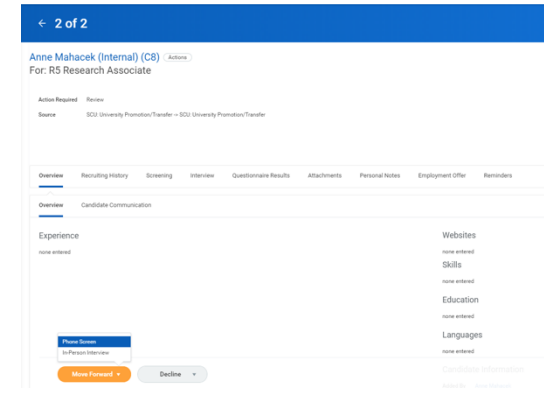 ← 2 of 2
Anne Mahacek (Internal) (C8) Actions
For: R5 Research Associate
Action Required Review
Source SCU: University Promotion/Transfer -> SCU: University Promotion/Transfer
Overview Recruiting History Screening Interview Questionnaire Results Attachments Personal Notes Employment Offer Reminders
Overview Candidate Communication
Experience
none entered
Websites
none entered
Skills
none entered
Education
none entered
Languages
none entered
Phone Screen
In-Person Interview
Move Forward
Decline
Candidate Information